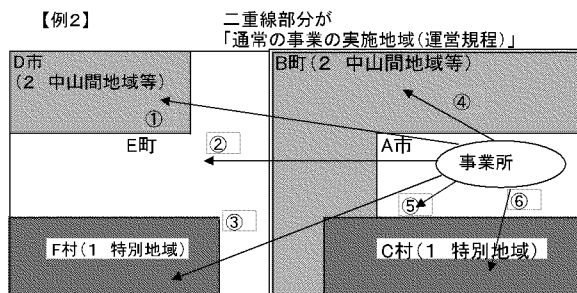 【例2】
二重線部分が
「通常の事業の実施地域(運営規程)」
D市
(2 中山間地域等)
B町(2 中山間地域等)
①
④
E町
②
A市
事業所
③
⑤
⑥
F村(1 特別地域)
C村(1 特別地域)